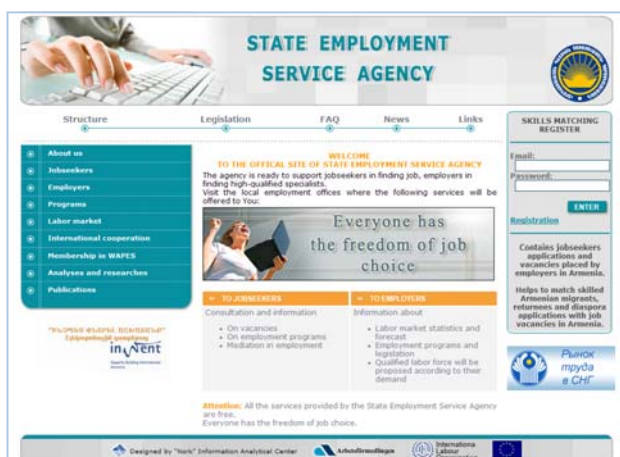 STATE EMPLOYMENT
SERVICE AGENCY
Structure
Legislation
FAQ
News
Links
About us
Jobseekers
Employers
Programs
Labor market
International cooperation
Membership in WAPES
Analyses and researches
Publications
WELCOME
TO THE OFFICAL SITE OF STATE EMPLOYMENT SERVICE AGENCY
The agency is ready to support jobseekers in finding job, employers in
finding high-qualified specialists.
Visit the local employment offices where the following services will be
offered to You:
Everyone has
the freedom of job
choice
TO JOBSEEKERS
Consultation and information
On vacancies
On employment programs
Mediation in employment
TO EMPLOYERS
Information about
Labor market statistics and
forecast
Employment programs and
legislation
Qualified labor force will be
proposed according to their
demand
Attention: All the services provided by the State Employment Service Agency
are free.
Everyone has the freedom of job choice.
SKILLS MATCHING
REGISTER
Email:
Password:
ENTER
Registration
Contains jobseekers
applications and
vacancies placed by
employers in Armenia.
Helps to match skilled
Armenian migrants,
returnees and diaspora
applications with job
vacancies in Armenia.
Рынок
труда
в СНГ
inWent
Designed by "Nork" Information Analytical Center
Arbetsförmedlingen
Internationa
Labour